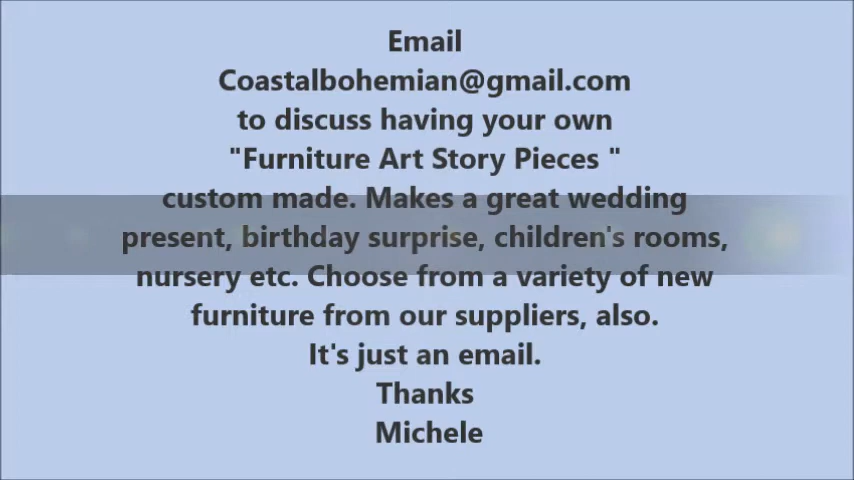 Email
Coastalbohemian@gmail.com
to discuss having your own
"Furniture Art Story Pieces "
custom made. Makes a great wedding
present, birthday surprise, children's rooms,
nursery etc. Choose from a variety of new
furniture from our suppliers, also.
It's just an email.
Thanks
Michele